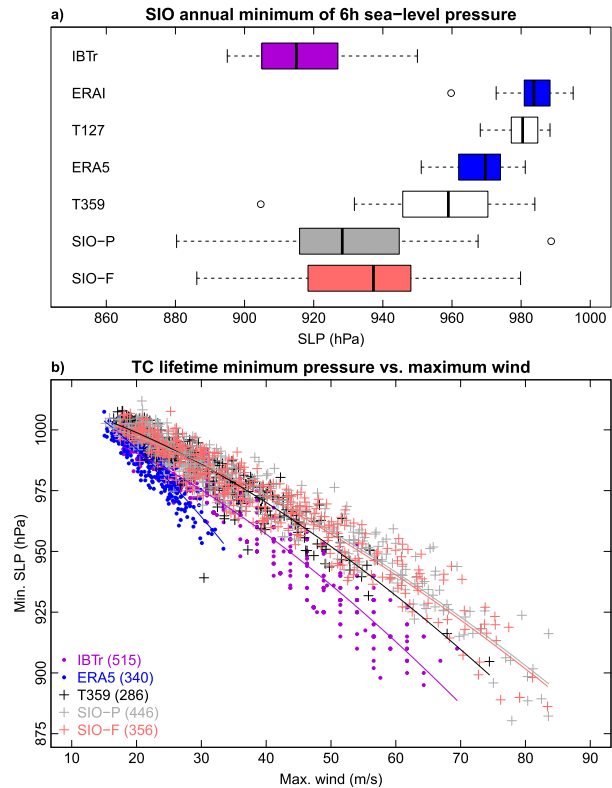 a) SIO annual minimum of 6h sea−level pressure
IBTr
ERAI
T127
ERA5
T359
SIO−P
SIO−F
860 880 900 920 940 960 980 1000
SLP (hPa)
b) TC lifetime minimum pressure vs. maximum wind
1000
975
950
925
900
875
Min. SLP (hPa)
IBTr (515)
ERA5 (340)
T359 (286)
SIO−P (446)
SIO−F (356)
10 20 30 40 50 60 70 80 90
Max. wind (m/s)